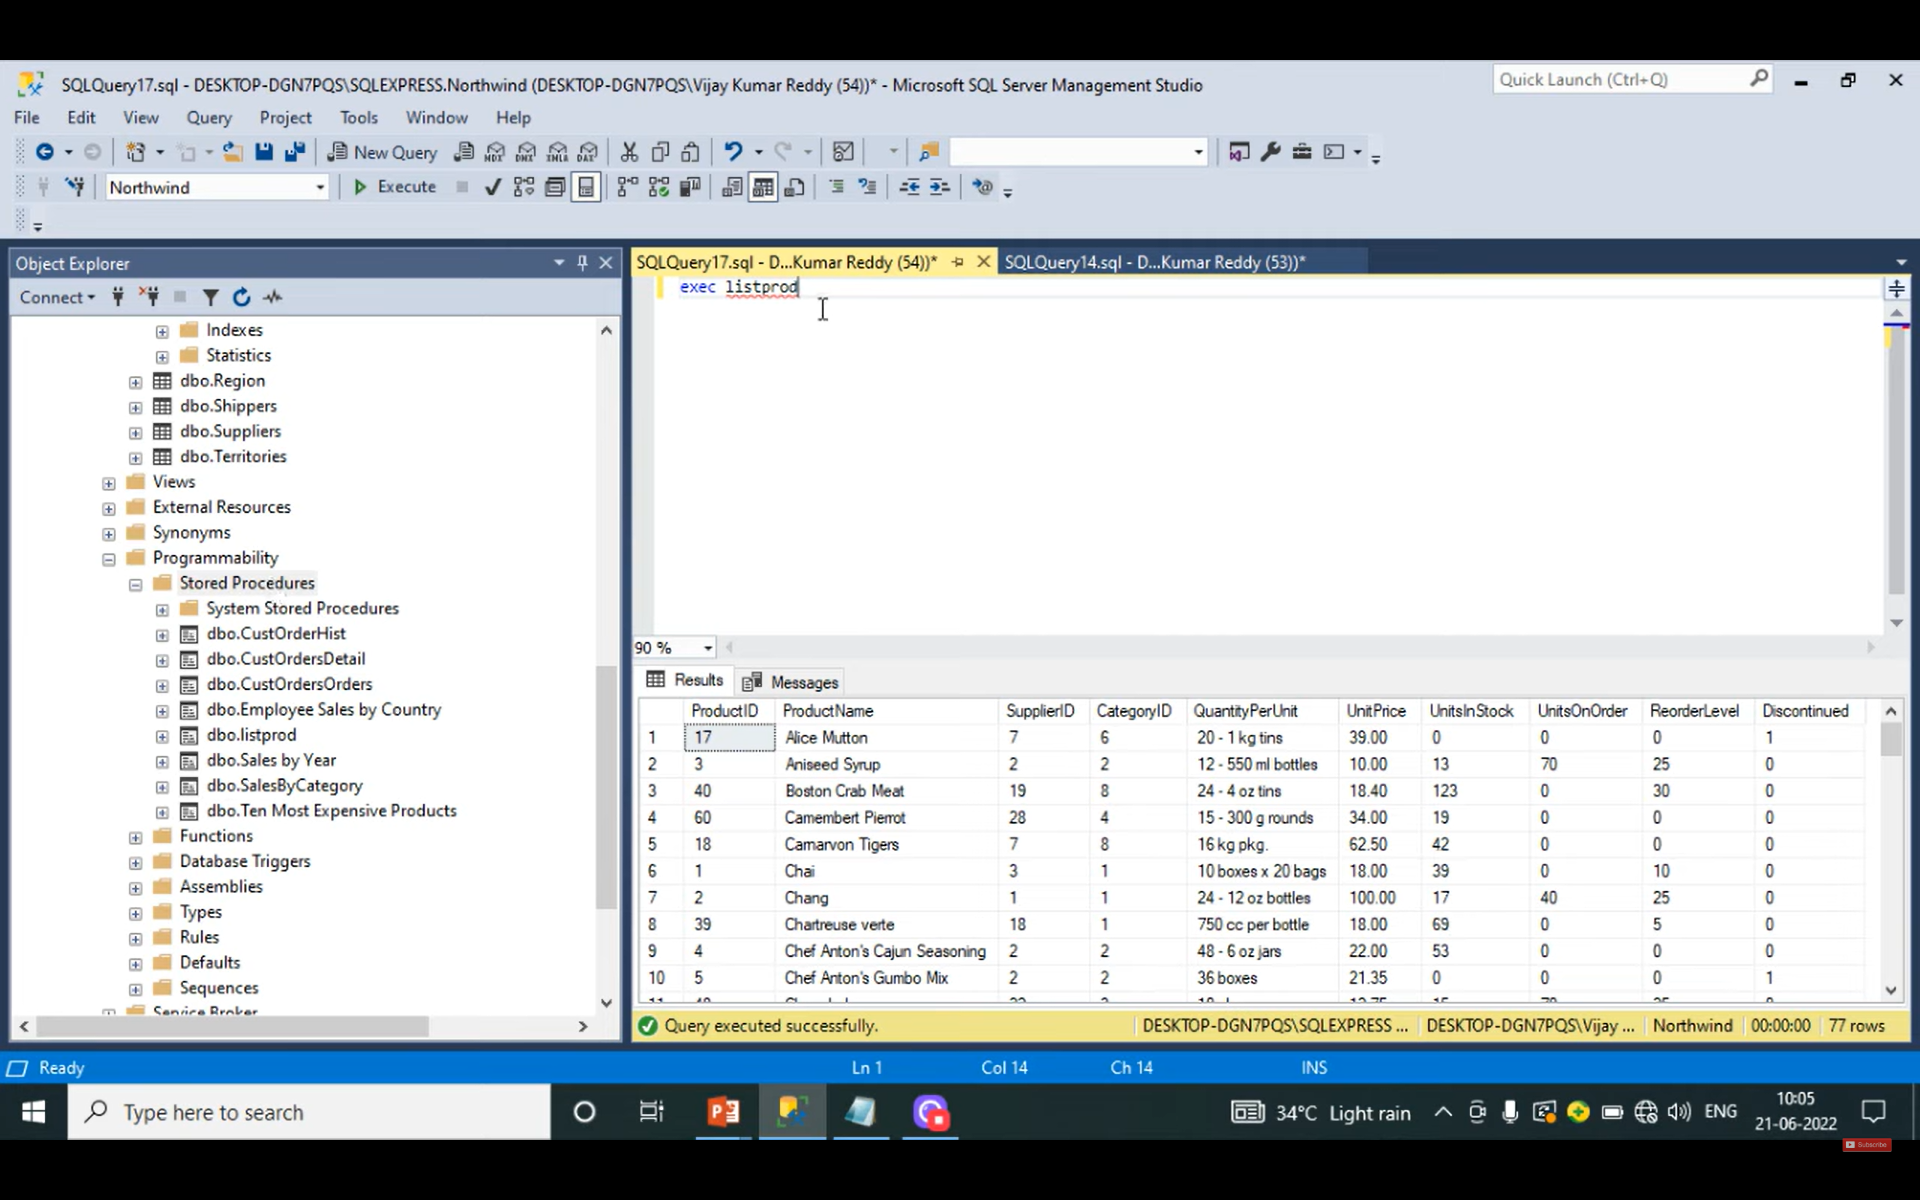 SQLQuery17.sql - DESKTOP-DGN7PQS\SQLEXPRESS.Northwind (DESKTOP-DGN7PQS\Vijay Kumar Reddy (54))* - Microsoft SQL Server Management Studio
Quick Launch (Ctrl+Q)
File Edit View Query Project Tools Window Help
New Query
Northwind Execute
Object Explorer
SQLQuery17.sql - D...Kumar Reddy (54))* SQLQuery14.sql - D...Kumar Reddy (53))*
Connect
exec listprod
Indexes
Statistics
dbo.Region
dbo.Shippers
dbo.Suppliers
dbo.Territories
Views
External Resources
Synonyms
Programmability
Stored Procedures
System Stored Procedures
dbo.CustOrderHist
dbo.CustOrdersDetail
dbo.CustOrdersOrders
dbo.Employee Sales by Country
dbo.listprod
dbo.Sales by Year
dbo.SalesByCategory
dbo.Ten Most Expensive Products
Functions
Database Triggers
Assemblies
Types
Rules
Defaults
Sequences
Service Broker
90 %
Results Messages
ProductID ProductName SupplierID CategoryID QuantityPerUnit UnitPrice UnitsInStock UnitsOnOrder ReorderLevel Discontinued
1 17 Alice Mutton 7 6 20 - 1 kg tins 39.00 0 0 0 1
2 3 Aniseed Syrup 2 2 12 - 550 ml bottles 10.00 13 70 25 0
3 40 Boston Crab Meat 19 8 24 - 4 oz tins 18.40 123 0 30 0
4 60 Camembert Pierrot 28 4 15 - 300 g rounds 34.00 19 0 0 0
5 18 Carnarvon Tigers 7 8 16 kg pkg. 62.50 42 0 0 0
6 1 Chai 3 1 10 boxes x 20 bags 18.00 39 0 10 0
7 2 Chang 1 1 24 - 12 oz bottles 100.00 17 40 25 0
8 39 Chartreuse verte 18 1 750 cc per bottle 18.00 69 0 5 0
9 4 Chef Anton's Cajun Seasoning 2 2 48 - 6 oz jars 22.00 53 0 0 0
10 5 Chef Anton's Gumbo Mix 2 2 36 boxes 21.35 0 0 0 1
Query executed successfully. DESKTOP-DGN7PQS\SQLEXPRESS ... DESKTOP-DGN7PQS\Vijay ... Northwind 00:00:00 77 rows
Ready Ln 1 Col 14 Ch 14 INS
Type here to search
34°C Light rain ENG
10:05
21-06-2022
Subscribe